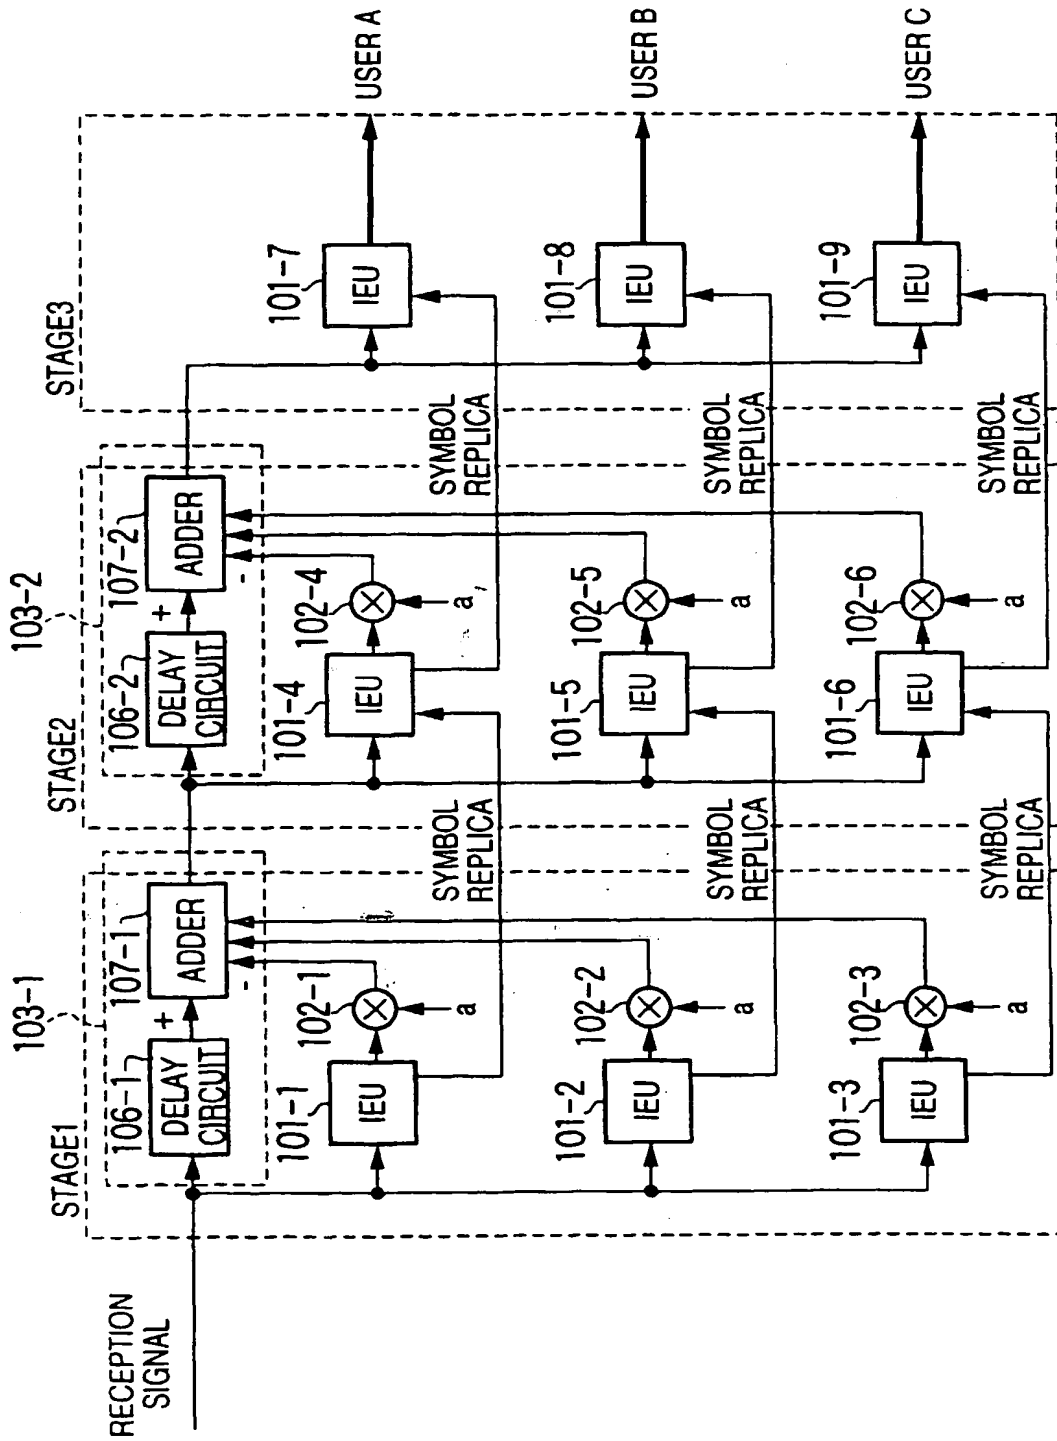 RECEPTION
SIGNAL
STAGE1
103-1
106-1
DELAY
CIRCUIT
+
107-1
ADDER
-
101-1
IEU
102-1
a
SYMBOL
REPLICA
101-2
IEU
102-2
a
SYMBOL
REPLICA
101-3
IEU
102-3
a
SYMBOL
REPLICA
STAGE2
103-2
106-2
DELAY
CIRCUIT
+
107-2
ADDER
-
101-4
IEU
102-4
a
SYMBOL
REPLICA
101-5
IEU
102-5
a
SYMBOL
REPLICA
101-6
IEU
102-6
a
SYMBOL
REPLICA
STAGE3
101-7
IEU
USER A
101-8
IEU
USER B
101-9
IEU
USER C